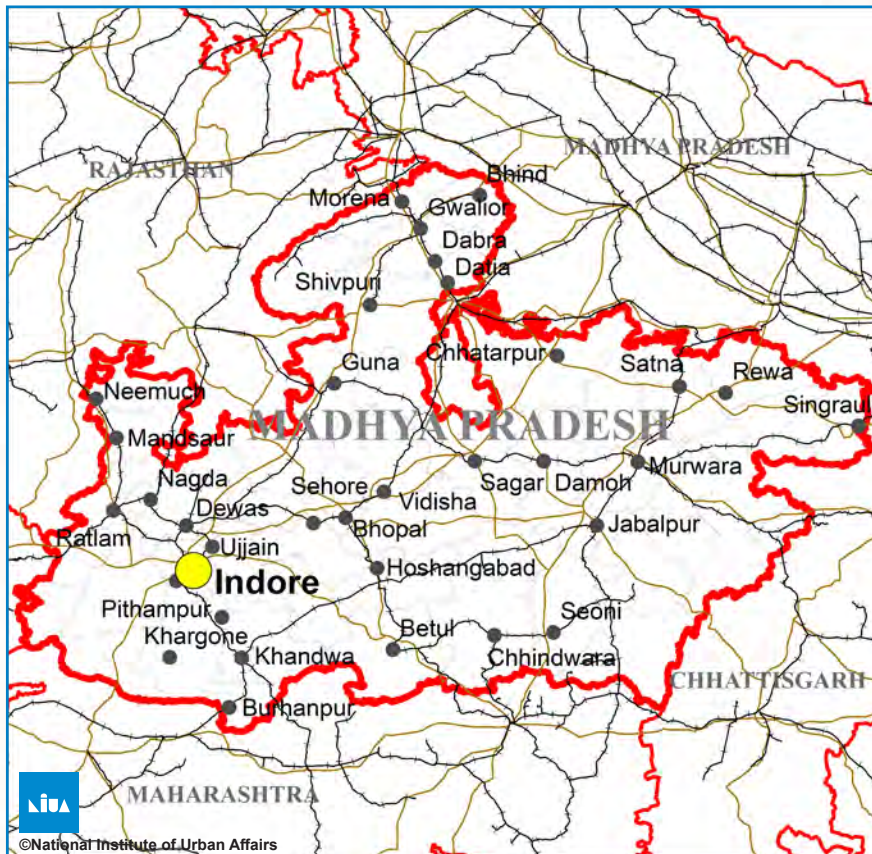 MADHYA PRADESH
RAJASTHAN
Bhind
Morena
Gwalior
Dabra
Datia
Shivpuri
Chhatarpur
Satna
Guna
Rewa
Neemuch
Singraul
MADHYA PRADESH
Mandsaur
Murwara
Sagar
Damoh
Nagda
Sehore
Vidisha
Dewas
Ratlam
Bhopal
Jabalpur
Ujjain
Hoshangabad
Indore
Pithampur
Seoni
Khargone
Betul
Chhindwara
Khandwa
CHHATTISGARH
Burhanpur
MAHARASHTRA
NIUA
©National Institute of Urban Affairs